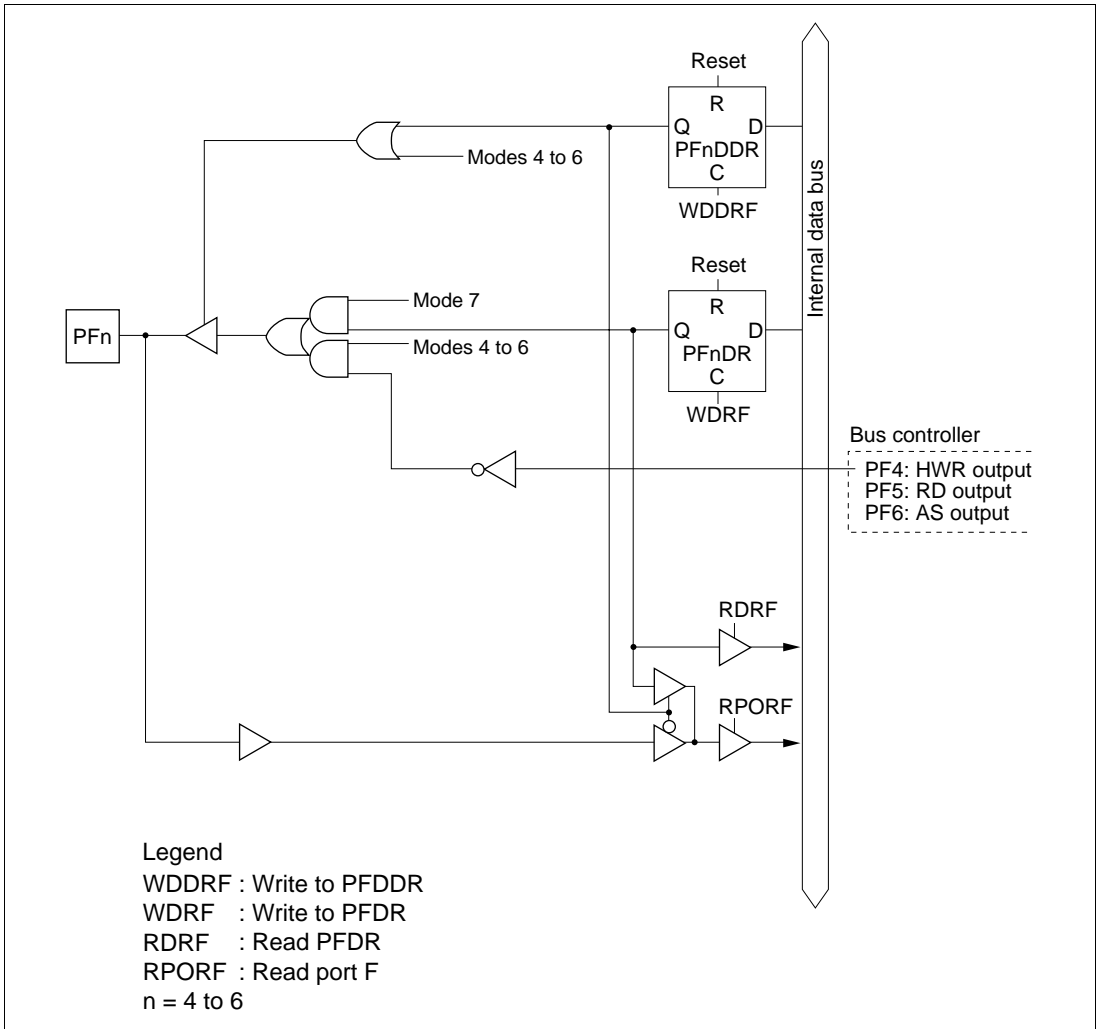 Reset
R
Q D
PFnDDR
C
WDDRF
Modes 4 to 6
Internal data bus
Reset
R
Q D
PFnDR
C
WDRF
Mode 7
Modes 4 to 6
PFn
Bus controller
PF4: HWR output
PF5: RD output
PF6: AS output
RDRF
RPORF
Legend
WDDRF : Write to PFDDR
WDRF : Write to PFDR
RDRF : Read PFDR
RPORF : Read port F
n = 4 to 6